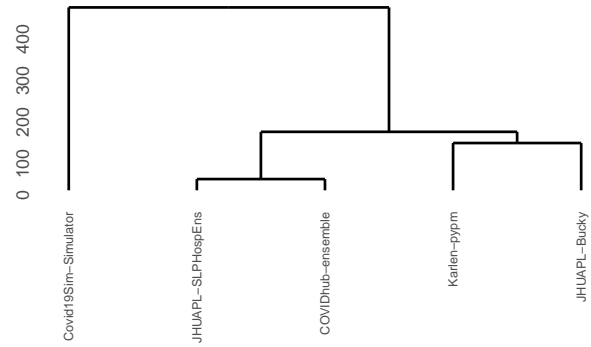 400
300
200
100
0
Covid19Sim−Simulator
JHUAPL−SLPHospEns
COVIDhub−ensemble
Karlen−pypm
JHUAPL−Bucky